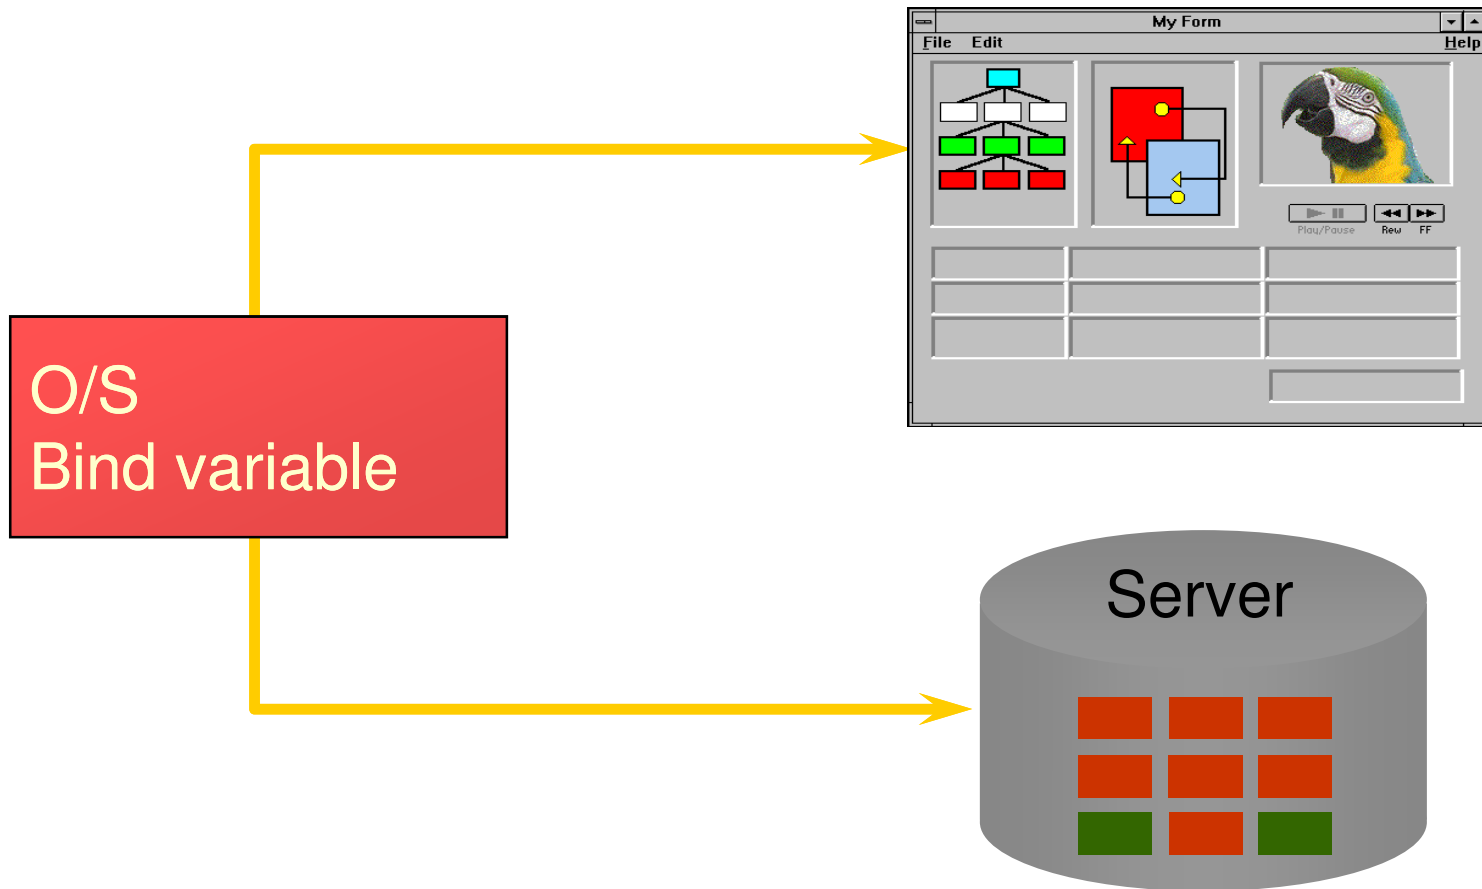 My Form
File Edit Help
Play/Pause Rew FF
O/S
Bind variable
Server